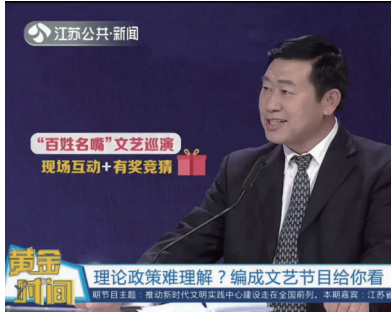 江苏公共·新闻
“百姓名嘴”文艺巡演
现场互动+有奖竞猜
黄金时间
理论政策难理解？编成文艺节目给你看
期节目主题：推动新时代文明实践中心建设走在全国前列。本期嘉宾：江苏省